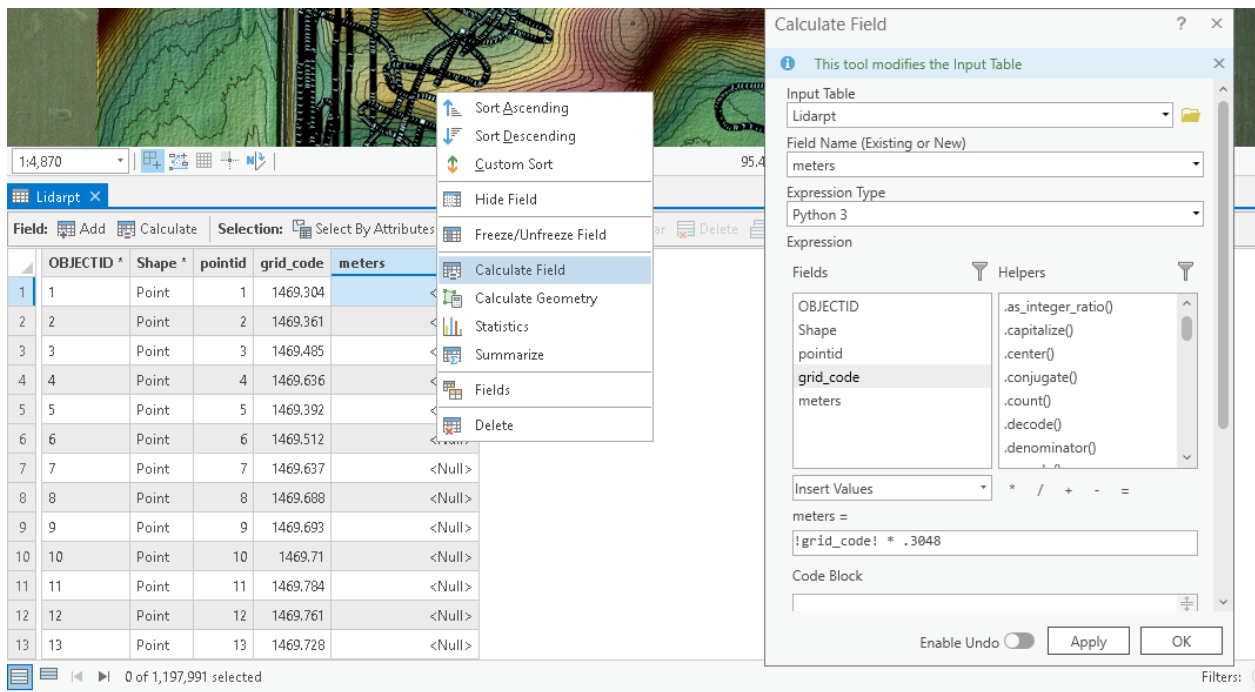 1:4,870
95.4
Lidarpt
Field: Add Calculate Selection: Select By Attributes Delete
OBJECTID * Shape * pointid grid_code meters
1 1 Point 1 1469.304
2 2 Point 2 1469.361
3 3 Point 3 1469.485
4 4 Point 4 1469.636
5 5 Point 5 1469.392
6 6 Point 6 1469.512
7 7 Point 7 1469.637 <Null>
8 8 Point 8 1469.688 <Null>
9 9 Point 9 1469.693 <Null>
10 10 Point 10 1469.71 <Null>
11 11 Point 11 1469.784 <Null>
12 12 Point 12 1469.761 <Null>
13 13 Point 13 1469.728 <Null>
0 of 1,197,991 selected
Filters:
Sort Ascending
Sort Descending
Custom Sort
Hide Field
Freeze/Unfreeze Field
Calculate Field
Calculate Geometry
Statistics
Summarize
Fields
Delete
Calculate Field ? ×
This tool modifies the Input Table ×
Input Table
Lidarpt
Field Name (Existing or New)
meters
Expression Type
Python 3
Expression
Fields
OBJECTID
Shape
pointid
grid_code
meters
Helpers
.as_integer_ratio()
.capitalize()
.center()
.conjugate()
.count()
.decode()
.denominator()
Insert Values * / + - =
meters =
!grid_code! * .3048
Code Block
Enable Undo Apply OK